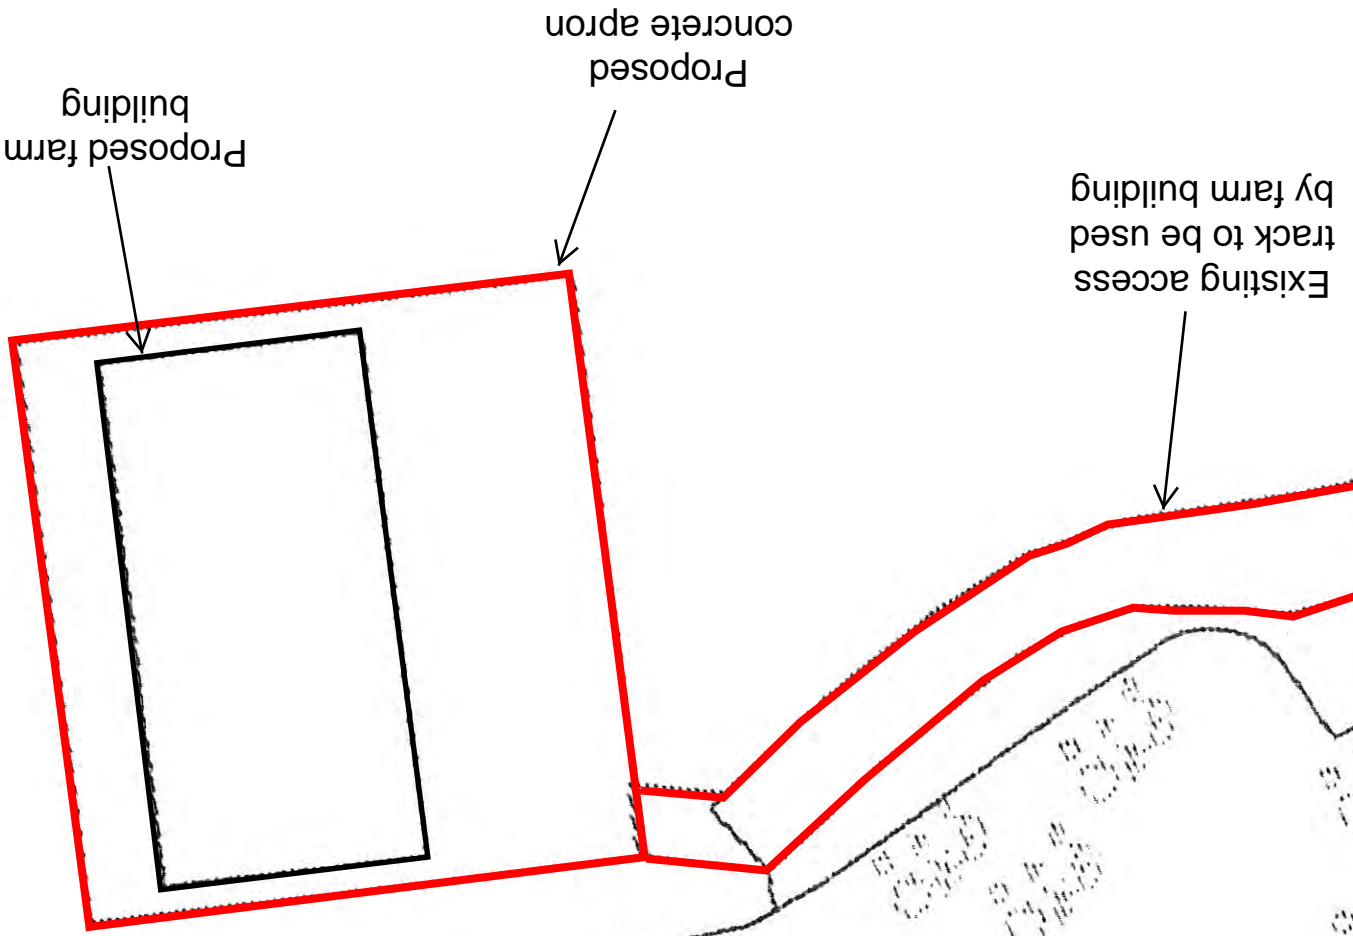 Existing access
track to be used
by farm building
Proposed
concrete apron
Proposed farm
building